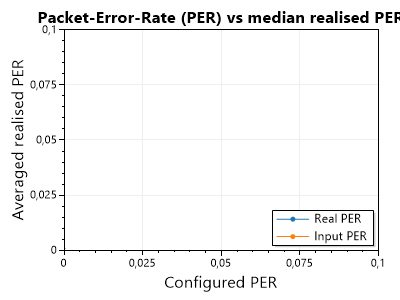 Packet-Error-Rate (PER) vs median realised PER
0,1
0,075
0,05
0,025
0
Averaged realised PER
Real PER
Input PER
0
0,025
0,05
0,075
0,1
Configured PER